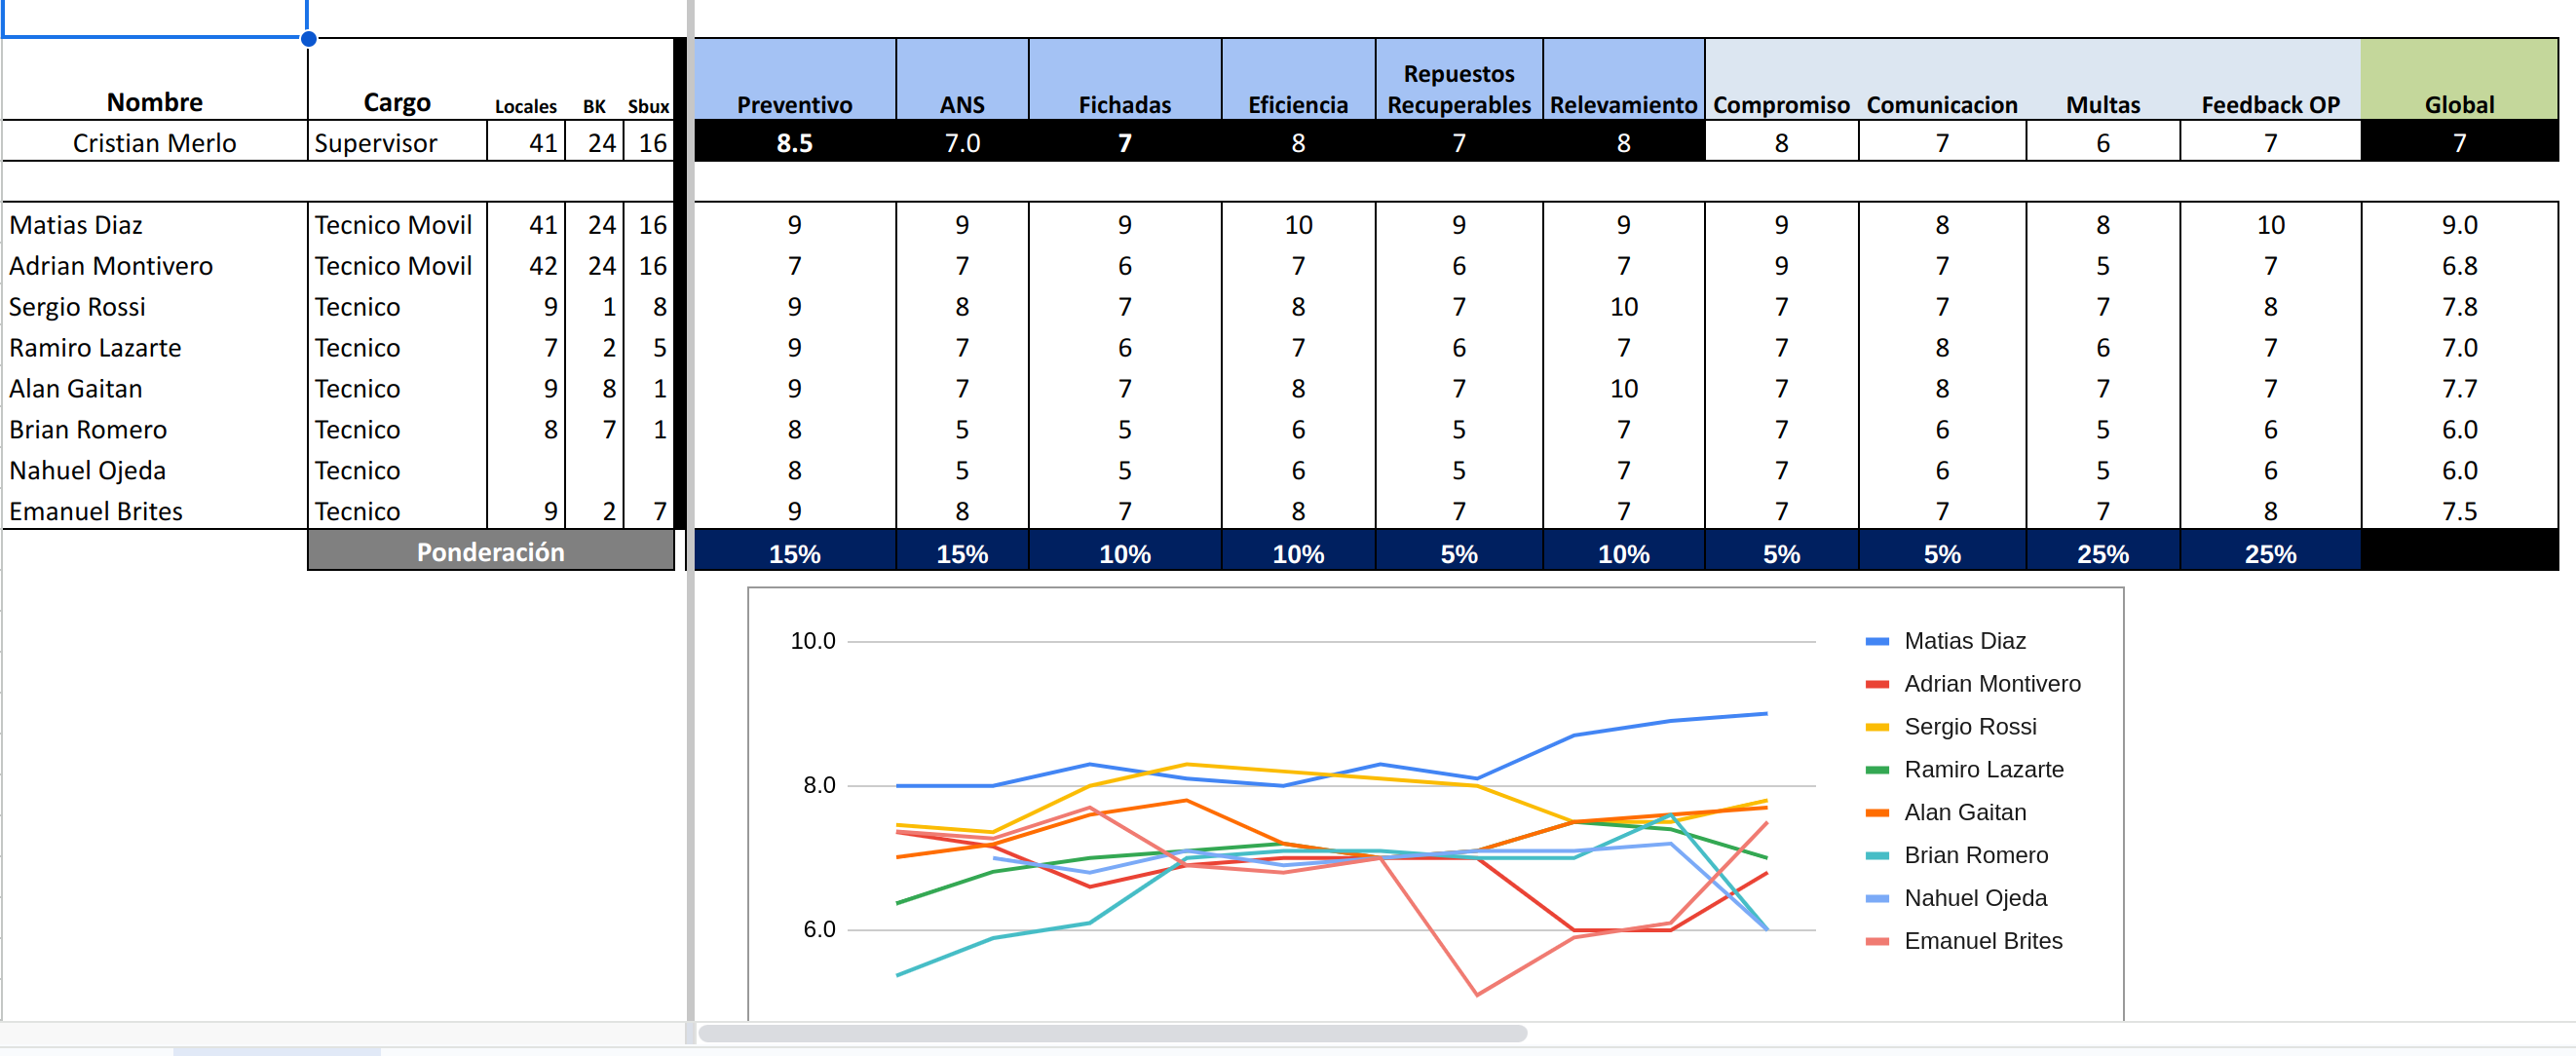 Nombre Cargo Locales BK Sbux Preventivo ANS Fichadas Eficiencia Repuestos Recuperables Relevamiento Compromiso Comunicacion Multas Feedback OP Global
Cristian Merlo Supervisor 41 24 16 8.5 7.0 7 8 7 8 8 7 6 7 7
Matias Diaz Tecnico Movil 41 24 16 9 9 9 10 9 9 9 8 8 10 9.0
Adrian Montivero Tecnico Movil 42 24 16 7 7 6 7 6 7 9 7 5 7 6.8
Sergio Rossi Tecnico 9 1 8 9 8 7 8 7 10 7 7 7 8 7.8
Ramiro Lazarte Tecnico 7 2 5 9 7 6 7 6 7 7 8 6 7 7.0
Alan Gaitan Tecnico 9 8 1 9 7 7 8 7 10 7 8 7 7 7.7
Brian Romero Tecnico 8 7 1 8 5 5 6 5 7 7 6 5 6 6.0
Nahuel Ojeda Tecnico 8 5 5 6 5 7 7 6 5 6 6.0
Emanuel Brites Tecnico 9 2 7 9 8 7 8 7 7 7 7 7 8 7.5
Ponderación 15% 15% 10% 10% 5% 10% 5% 5% 25% 25%
10.0
8.0
6.0
Matias Diaz
Adrian Montivero
Sergio Rossi
Ramiro Lazarte
Alan Gaitan
Brian Romero
Nahuel Ojeda
Emanuel Brites